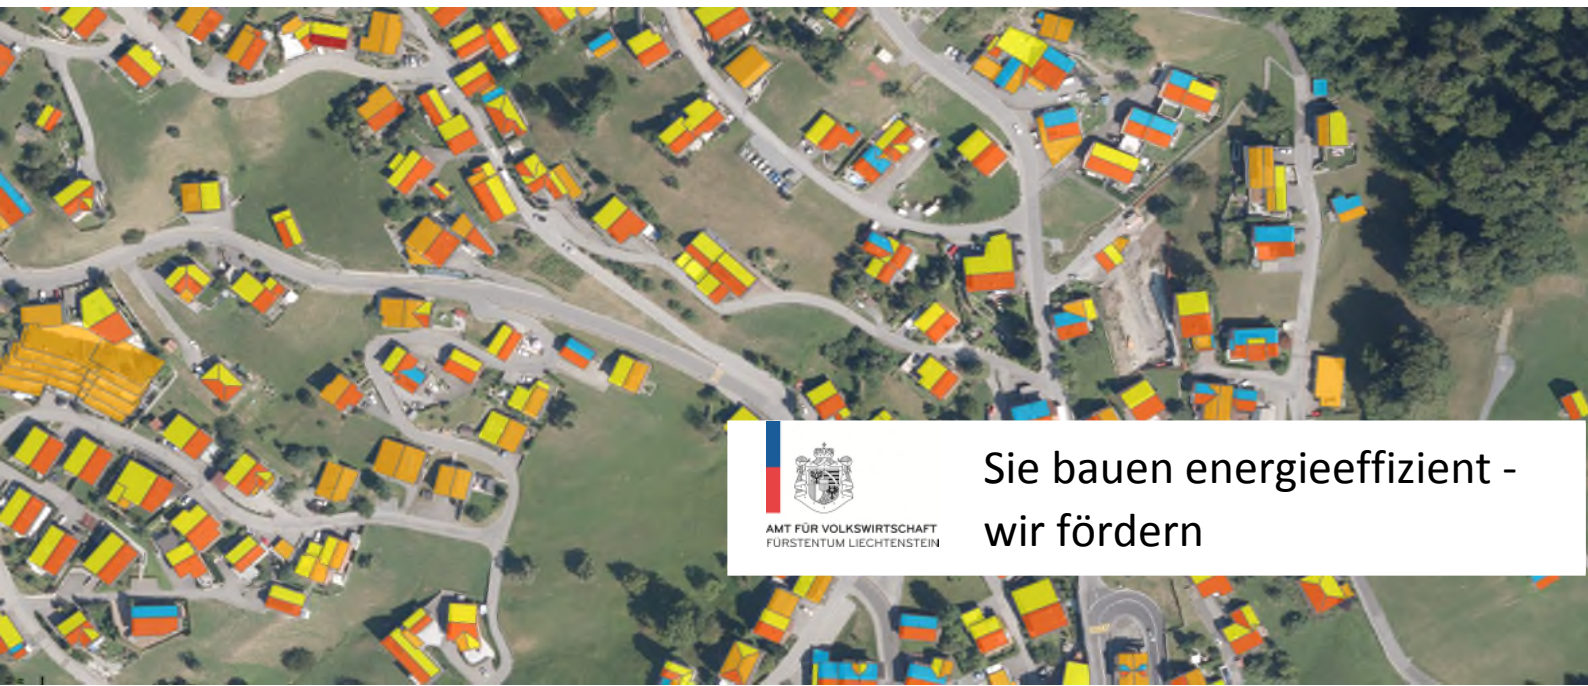 Sie bauen energieeffizient -
wir fördern
AMT FÜR VOLKSWIRTSCHAFT
FÜRSTENTUM LIECHTENSTEIN